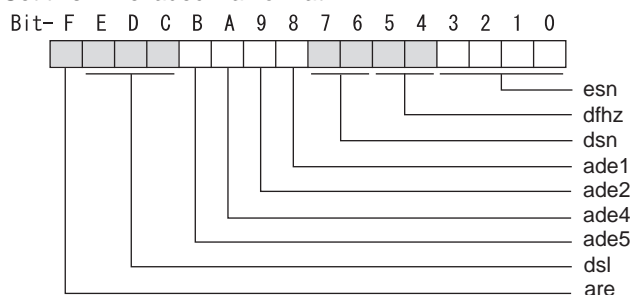 Bit- F E D C B A 9 8 7 6 5 4 3 2 1 0
esn
dfhz
dsn
ade1
ade2
ade4
ade5
dsl
are